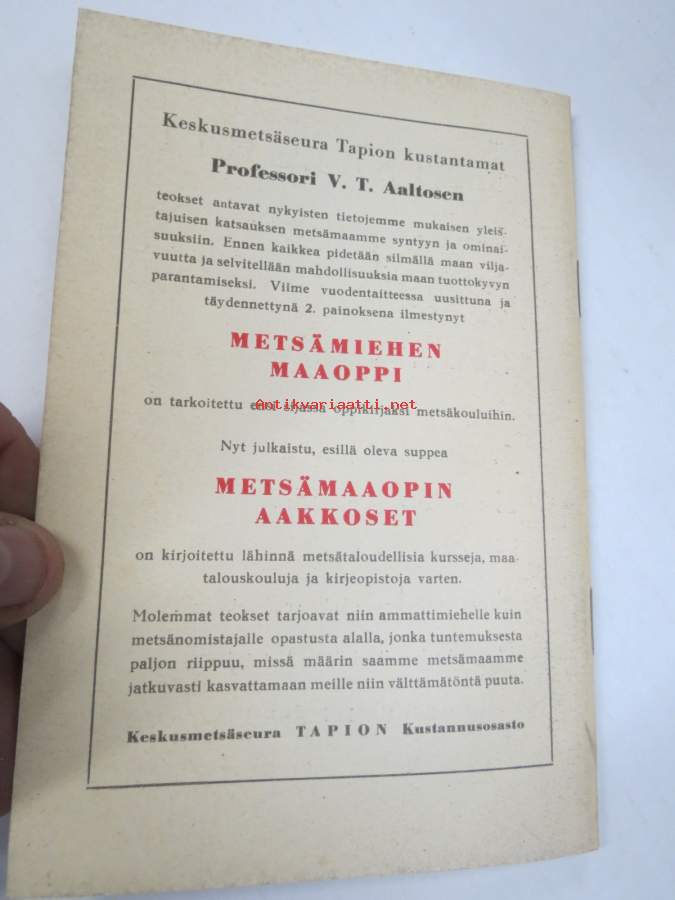 Keskusmetsäseura Tapion kustantamat
Professori V. T. Aaltosen
teokset antavat nykyisten tietojemme mukaisen yleis-
tajuisen katsauksen metsämaamme syntyyn ja ominai-
suuksiin. Ennen kaikkea pidetään silmällä maan vilja-
vuutta ja selvitellään mahdollisuuksia maan tuottokyvyn
parantamiseksi. Viime vuodentaitteessa uusittuna ja
täydennettynä 2. painoksena ilmestynyt
METSÄMIEHEN
MAAOPPI
on tarkoitettu ensi sijassa oppikirjaksi metsäkouluihin.
Antikvariaatti.net
Nyt julkaistu, esillä oleva suppea
METSÄMAAOPIN
AAKKOSET
on kirjoitettu lähinnä metsätaloudellisia kursseja, maa-
talouskouluja ja kirjeopistoja varten.
Molemmat teokset tarjoavat niin ammattimiehelle kuin
metsänomistajalle opastusta alalla, jonka tuntemuksesta
paljon riippuu, missä määrin saamme metsämaamme
jatkuvasti kasvattamaan meille niin välttämätöntä puuta.
Keskusmetsäseura TAPION Kustannusosasto